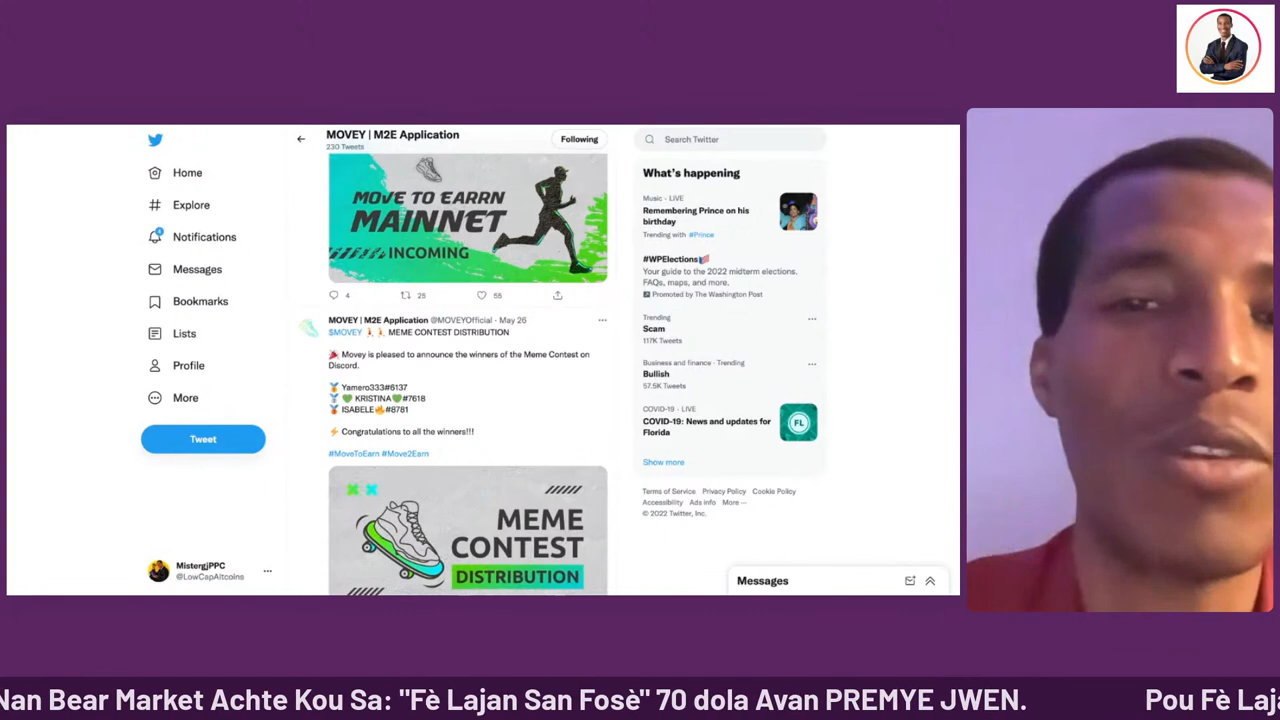 Home
Explore
Notifications
Messages
Bookmarks
Lists
Profile
More
Tweet
MistergjPPC
@LowCapAltcoins
MOVEY | M2E Application
230 Tweets
Following
MOVE TO EARRN
MAINNET
INCOMING
4 25 55
MOVEY | M2E Application @MOVEYOfficial · May 26
$MOVEY 🏃🏃 MEME CONTEST DISTRIBUTION
🎉 Movey is pleased to announce the winners of the Meme Contest on
Discord.
🥇 Yamero333#6137
🥈 💚 KRISTINA💚#7618
🥉 ISABELE🔥#8781
⚡ Congratulations to all the winners!!!
#MoveToEarn #Move2Earn
MEME
CONTEST
DISTRIBUTION
Search Twitter
What's happening
Music · LIVE
Remembering Prince on his
birthday
Trending with #Prince
#WPElections
Your guide to the 2022 midterm elections.
FAQs, maps, and more.
Promoted by The Washington Post
Trending
Scam
117K Tweets
Business and finance · Trending
Bullish
57.5K Tweets
COVID-19 · LIVE
COVID-19: News and updates for
Florida
FL
Show more
Terms of Service Privacy Policy Cookie Policy
Accessibility Ads info More ···
© 2022 Twitter, Inc.
Messages
Nan Bear Market Achte Kou Sa: "Fè Lajan San Fosè" 70 dola Avan PREMYE JWEN. Pou Fè Laj